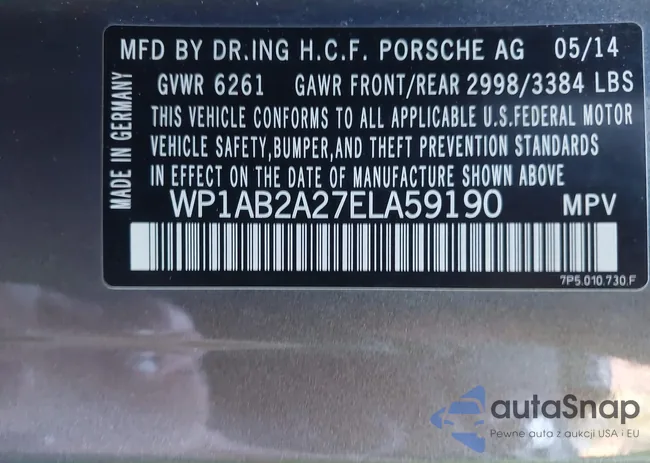 MFD BY DR.ING H.C.F. PORSCHE AG 05/14
GVWR 6261 GAWR FRONT/REAR 2998/3384 LBS
THIS VEHICLE CONFORMS TO ALL APPLICABLE U.S.FEDERAL MOTOR
VEHICLE SAFETY,BUMPER,AND THEFT PREVENTION STANDARDS
IN EFFECT ON THE DATE OF MANUFACTURE SHOWN ABOVE
MADE IN GERMANY
WP1AB2A27ELA59190 MPV
7P5.010.730.F
autaSnap
Pewne auta z aukcji USA i EU